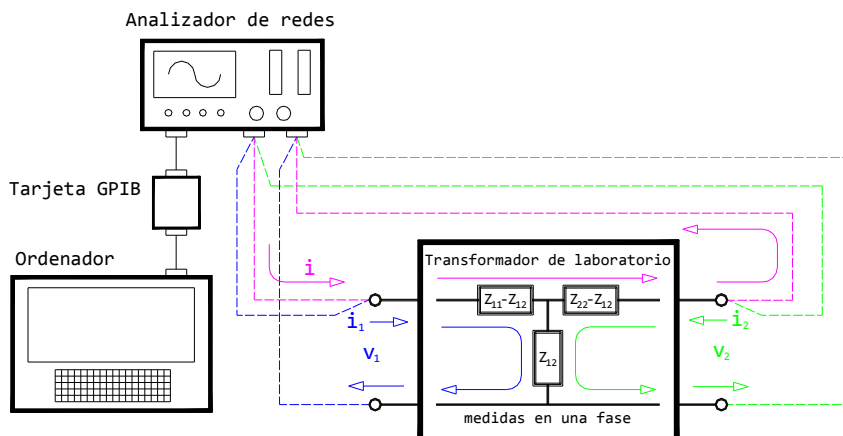 Analizador de redes
Tarjeta GPIB
Ordenador
Transformador de laboratorio
i
Z11-Z12
Z22-Z12
i1
i2
v1
Z12
v2
medidas en una fase